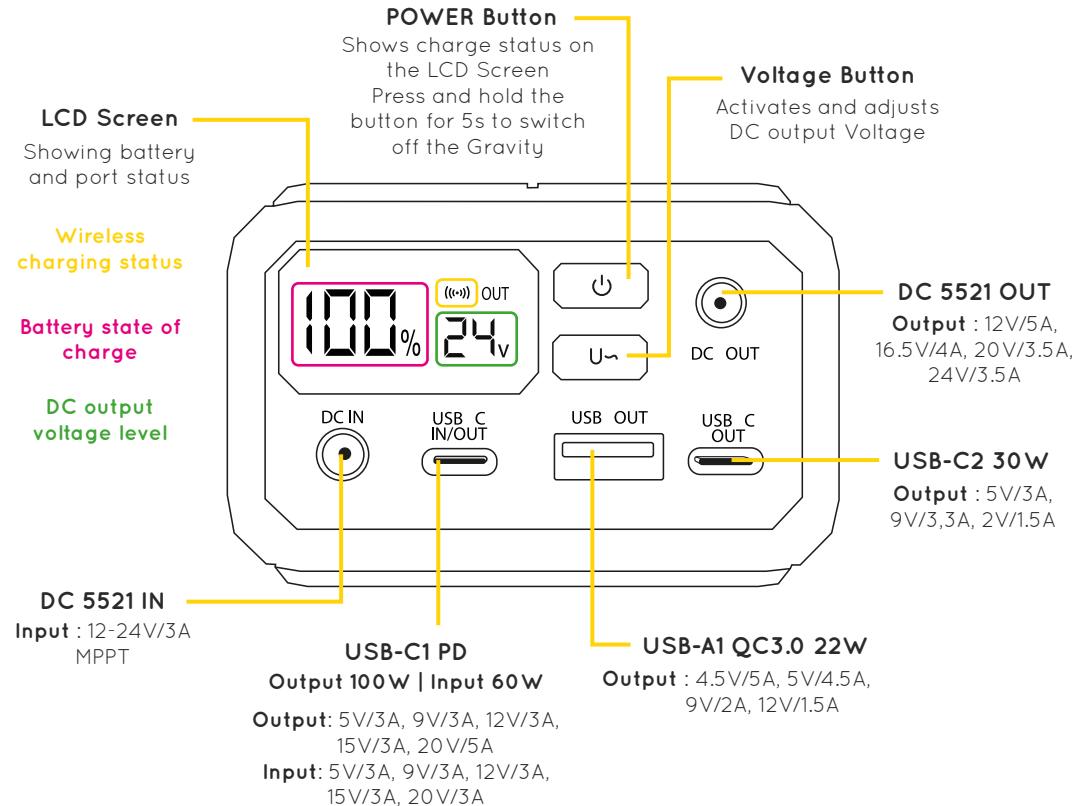 POWER Button
Shows charge status on
the LCD Screen
Press and hold the
button for 5s to switch
off the Gravity
Voltage Button
Activates and adjusts
DC output Voltage
LCD Screen
Showing battery
and port status
Wireless
charging status
Battery state of
charge
DC output
voltage level
100%
OUT
24v
U
DC OUT
DC IN
USB C
IN/OUT
USB OUT
USB C
OUT
DC 5521 OUT
Output : 12V/5A,
16.5V/4A, 20V/3.5A,
24V/3.5A
USB-C2 30W
Output : 5V/3A,
9V/3,3A, 2V/1.5A
DC 5521 IN
Input : 12-24V/3A
MPPT
USB-C1 PD
Output 100W | Input 60W
Output: 5V/3A, 9V/3A, 12V/3A,
15V/3A, 20V/5A
Input: 5V/3A, 9V/3A, 12V/3A,
15V/3A, 20V/3A
USB-A1 QC3.0 22W
Output : 4.5V/5A, 5V/4.5A,
9V/2A, 12V/1.5A